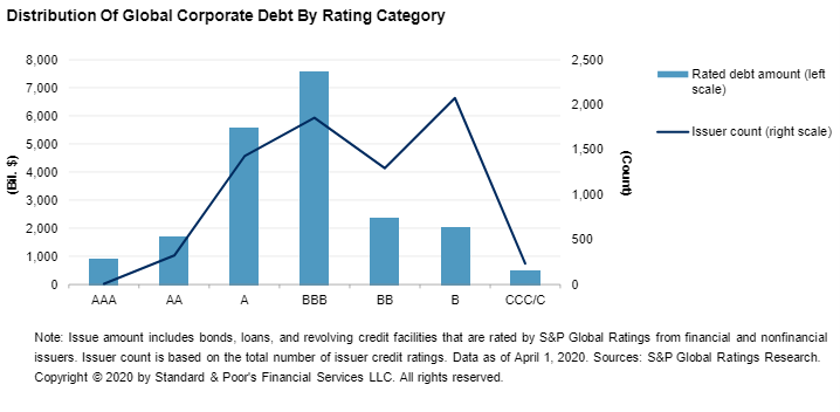 Distribution Of Global Corporate Debt By Rating Category
8,000
7,000
6,000
5,000
4,000
3,000
2,000
1,000
0
(Bil. $)
2,500
2,000
1,500
1,000
500
0
(Count)
AAA AA A BBB BB B CCC/C
Rated debt amount (left
scale)
Issuer count (right scale)
Note: Issue amount includes bonds, loans, and revolving credit facilities that are rated by S&P Global Ratings from financial and nonfinancial
issuers. Issuer count is based on the total number of issuer credit ratings. Data as of April 1, 2020. Sources: S&P Global Ratings Research.
Copyright © 2020 by Standard & Poor's Financial Services LLC. All rights reserved.